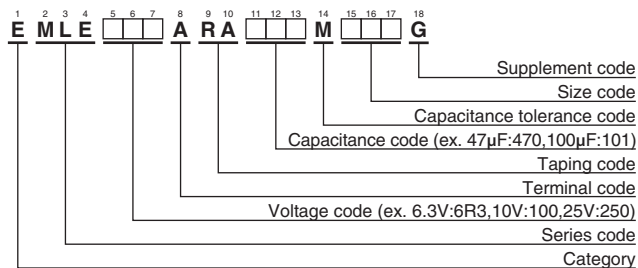 1 2 3 4 5 6 7 8 9 10 11 12 13 14 15 16 17 18
E M L E □□□ A R A □□□ M □□□ G
Supplement code
Size code
Capacitance tolerance code
Capacitance code (ex. 47μF:470,100μF:101)
Taping code
Terminal code
Voltage code (ex. 6.3V:6R3,10V:100,25V:250)
Series code
Category